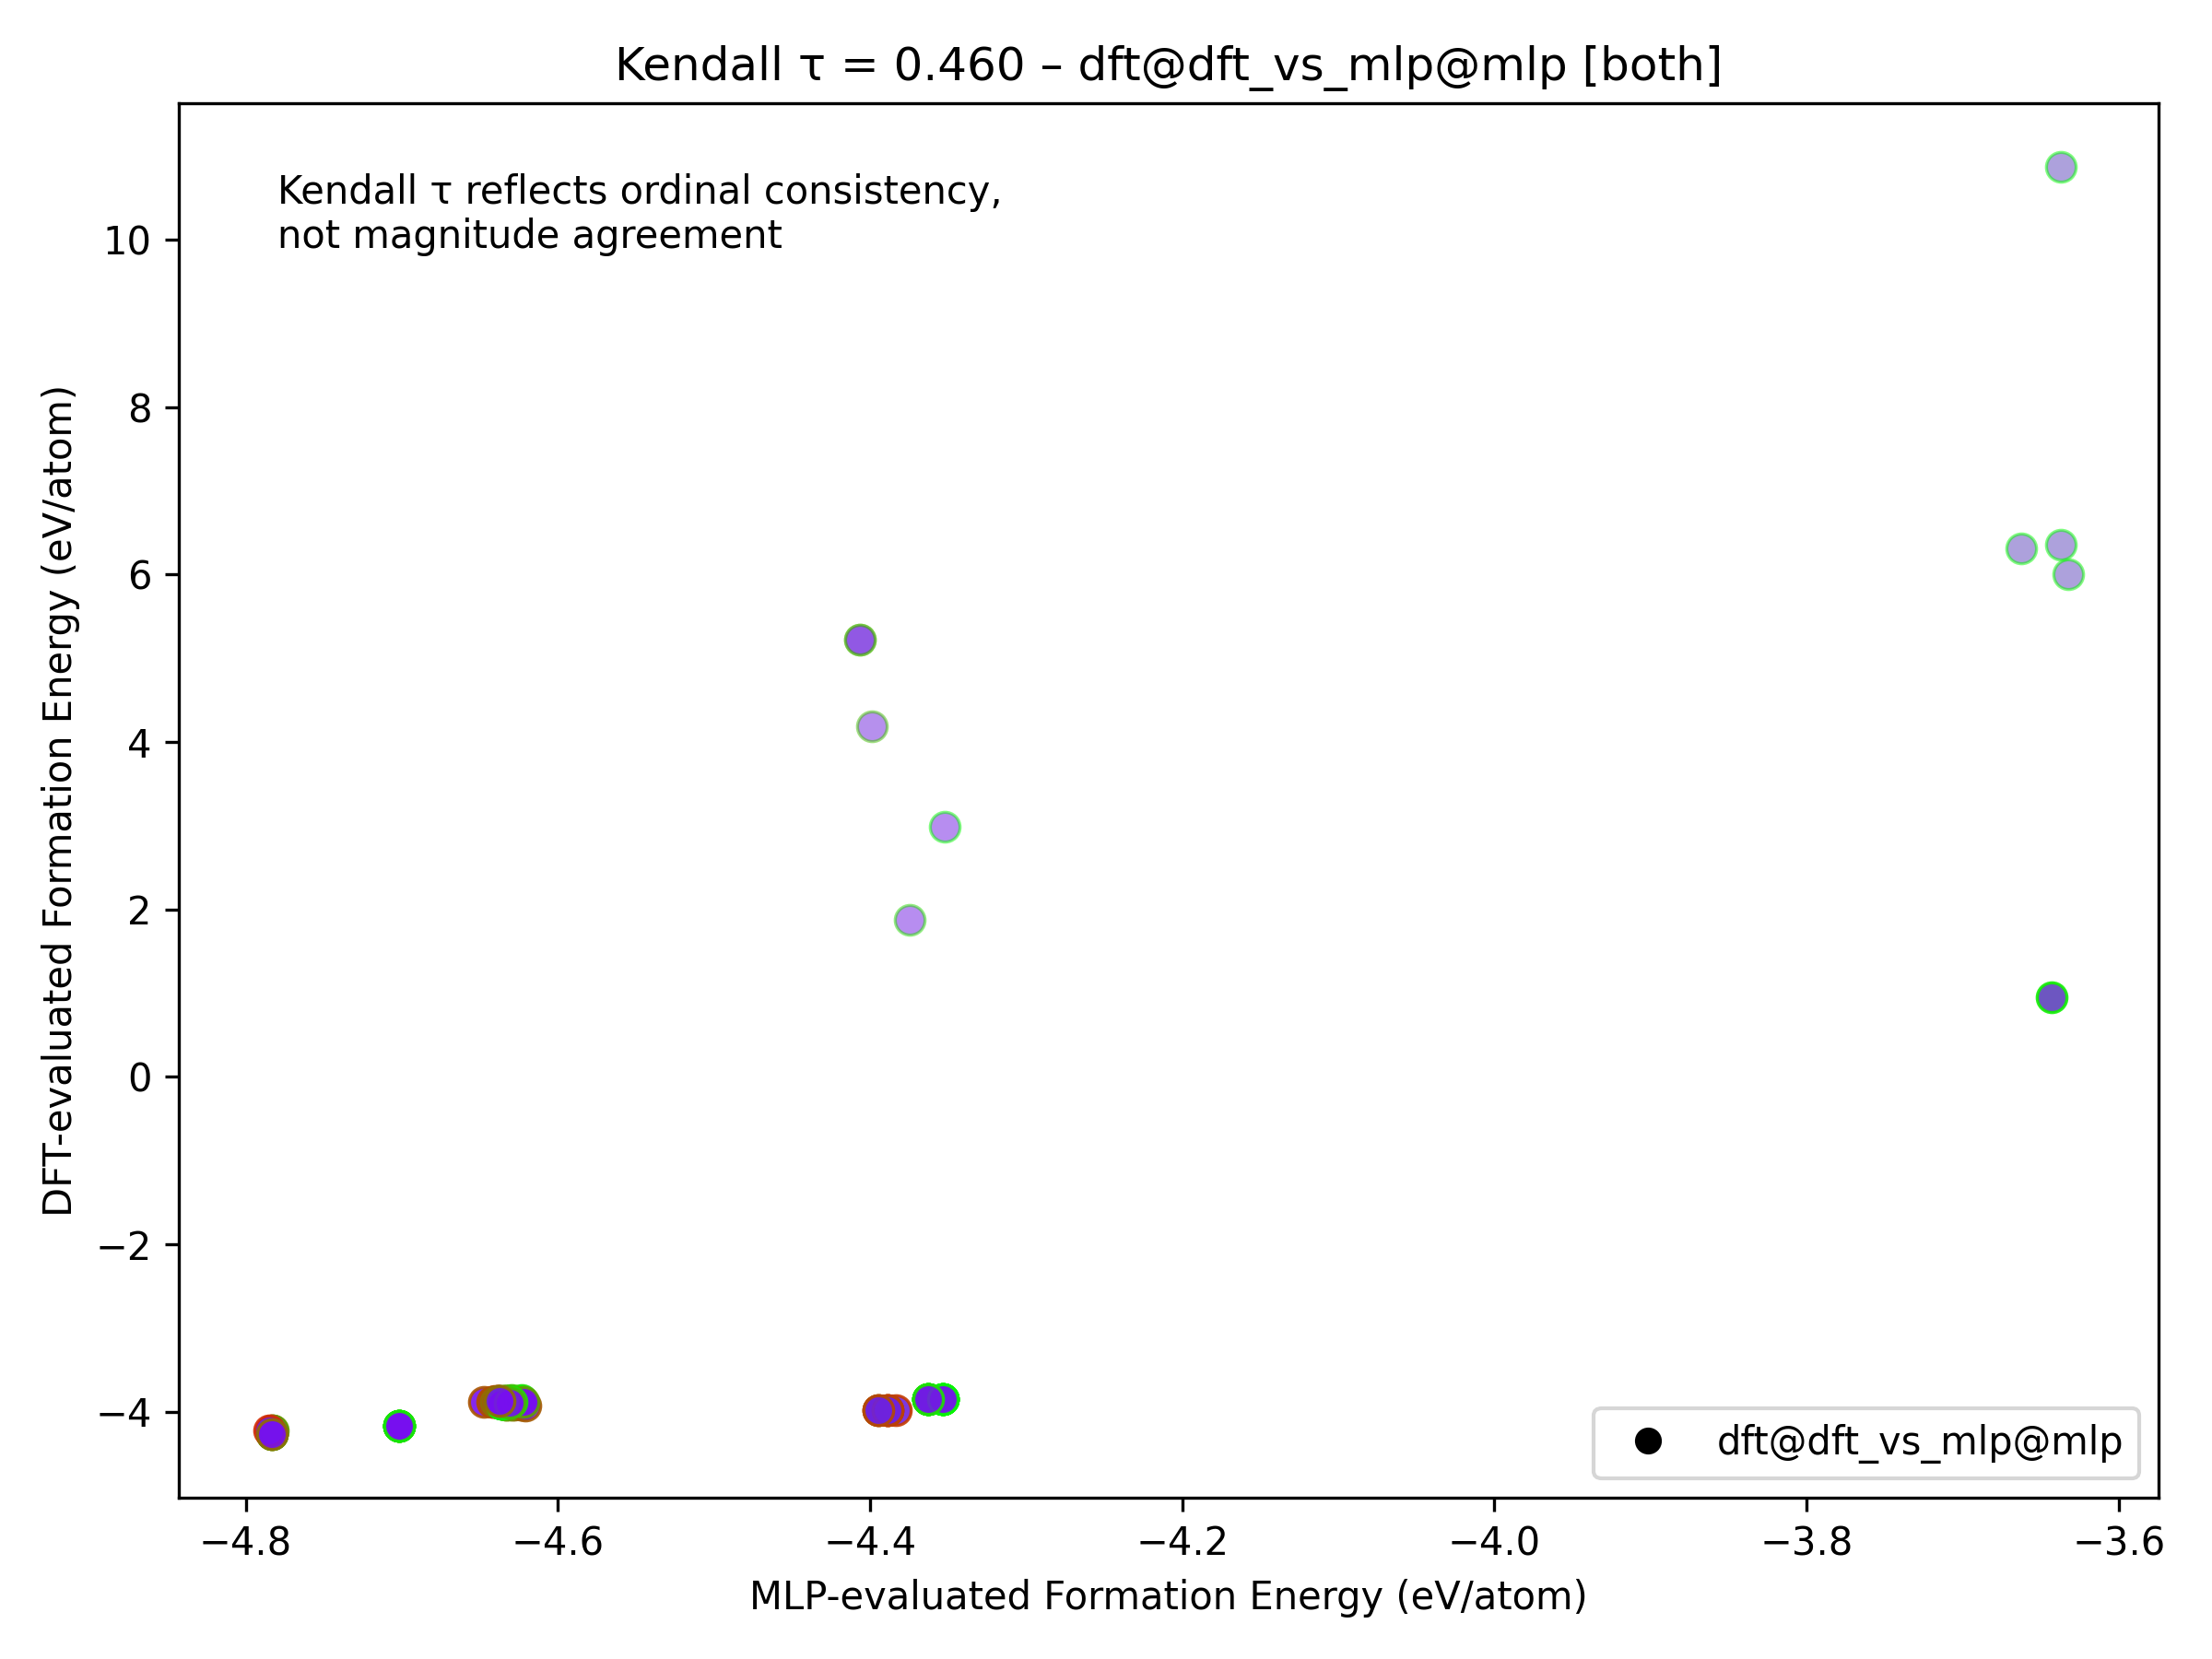 Kendall τ = 0.460 – dft@dft_vs_mlp@mlp [both]
Kendall τ reflects ordinal consistency,
not magnitude agreement
DFT-evaluated Formation Energy (eV/atom)
10
8
6
4
2
0
−2
−4
dft@dft_vs_mlp@mlp
−4.8 −4.6 −4.4 −4.2 −4.0 −3.8 −3.6
MLP-evaluated Formation Energy (eV/atom)